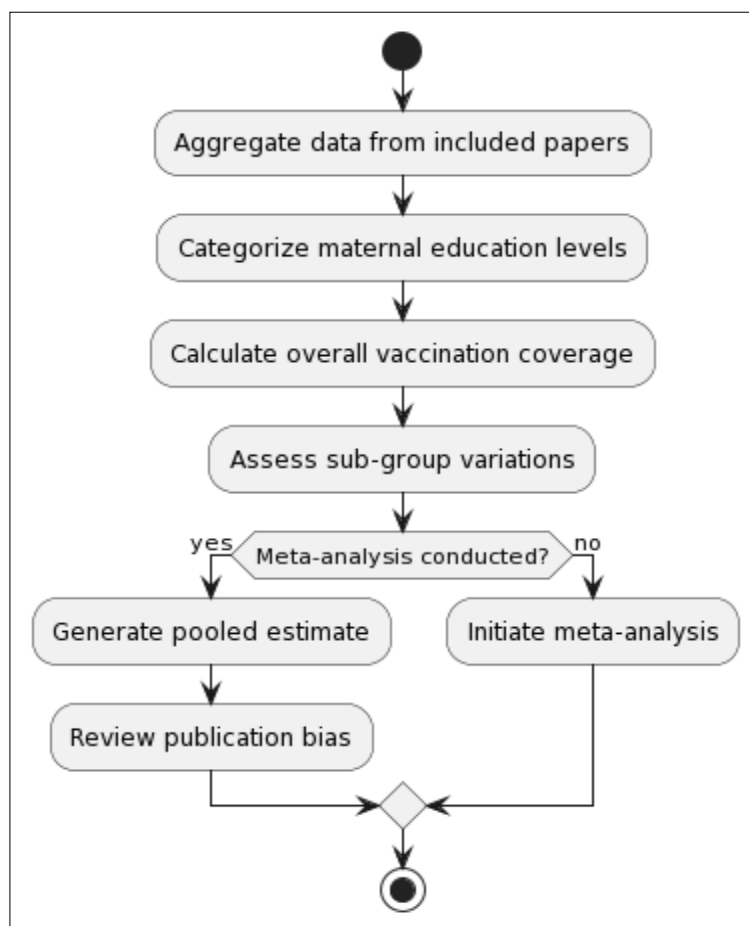 Aggregate data from included papers
Categorize maternal education levels
Calculate overall vaccination coverage
Assess sub-group variations
yes
Meta-analysis conducted?
no
Generate pooled estimate
Initiate meta-analysis
Review publication bias